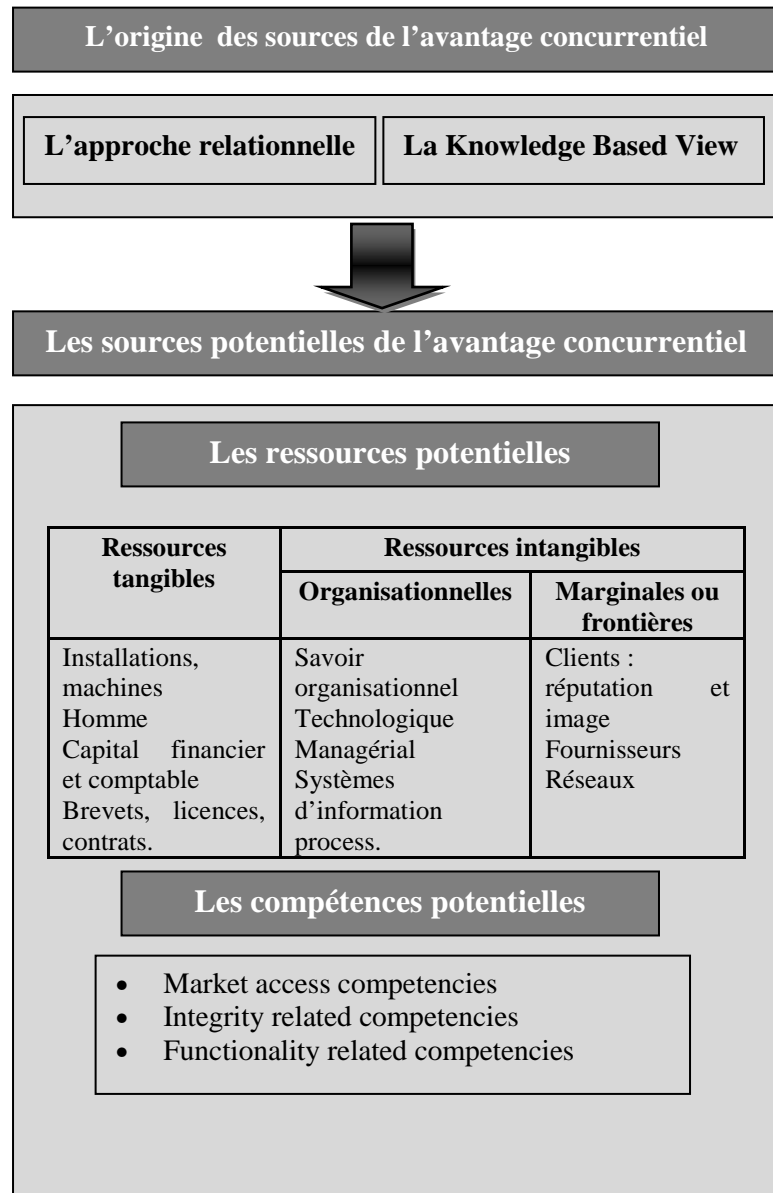 L’origine des sources de l’avantage concurrentiel
L’approche relationnelle
La Knowledge Based View
Les sources potentielles de l’avantage concurrentiel
Les ressources potentielles
Ressources
tangibles
Ressources intangibles
Organisationnelles
Marginales ou
frontières
Installations,
machines
Homme
Capital financier
et comptable
Brevets, licences,
contrats.
Savoir
organisationnel
Technologique
Managérial
Systèmes
d’information
process.
Clients :
réputation et
image
Fournisseurs
Réseaux
Les compétences potentielles
• Market access competencies
• Integrity related competencies
• Functionality related competencies